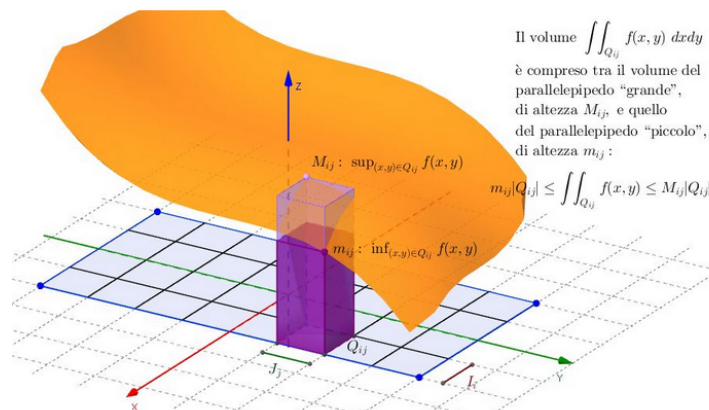 Il volume ∬_{Q_{ij}} f(x, y) dxdy
è compreso tra il volume del
parallelepipedo “grande”,
di altezza M_{ij}, e quello
del parallelepipedo “piccolo”,
di altezza m_{ij} :
m_{ij}|Q_{ij}| ≤ ∬_{Q_{ij}} f(x, y) ≤ M_{ij}|Q_{ij}|
Z
M_{ij} : sup_{(x,y)∈Q_{ij}} f(x, y)
m_{ij} : inf_{(x,y)∈Q_{ij}} f(x, y)
Q_{ij}
J_j
I_i
Y
X